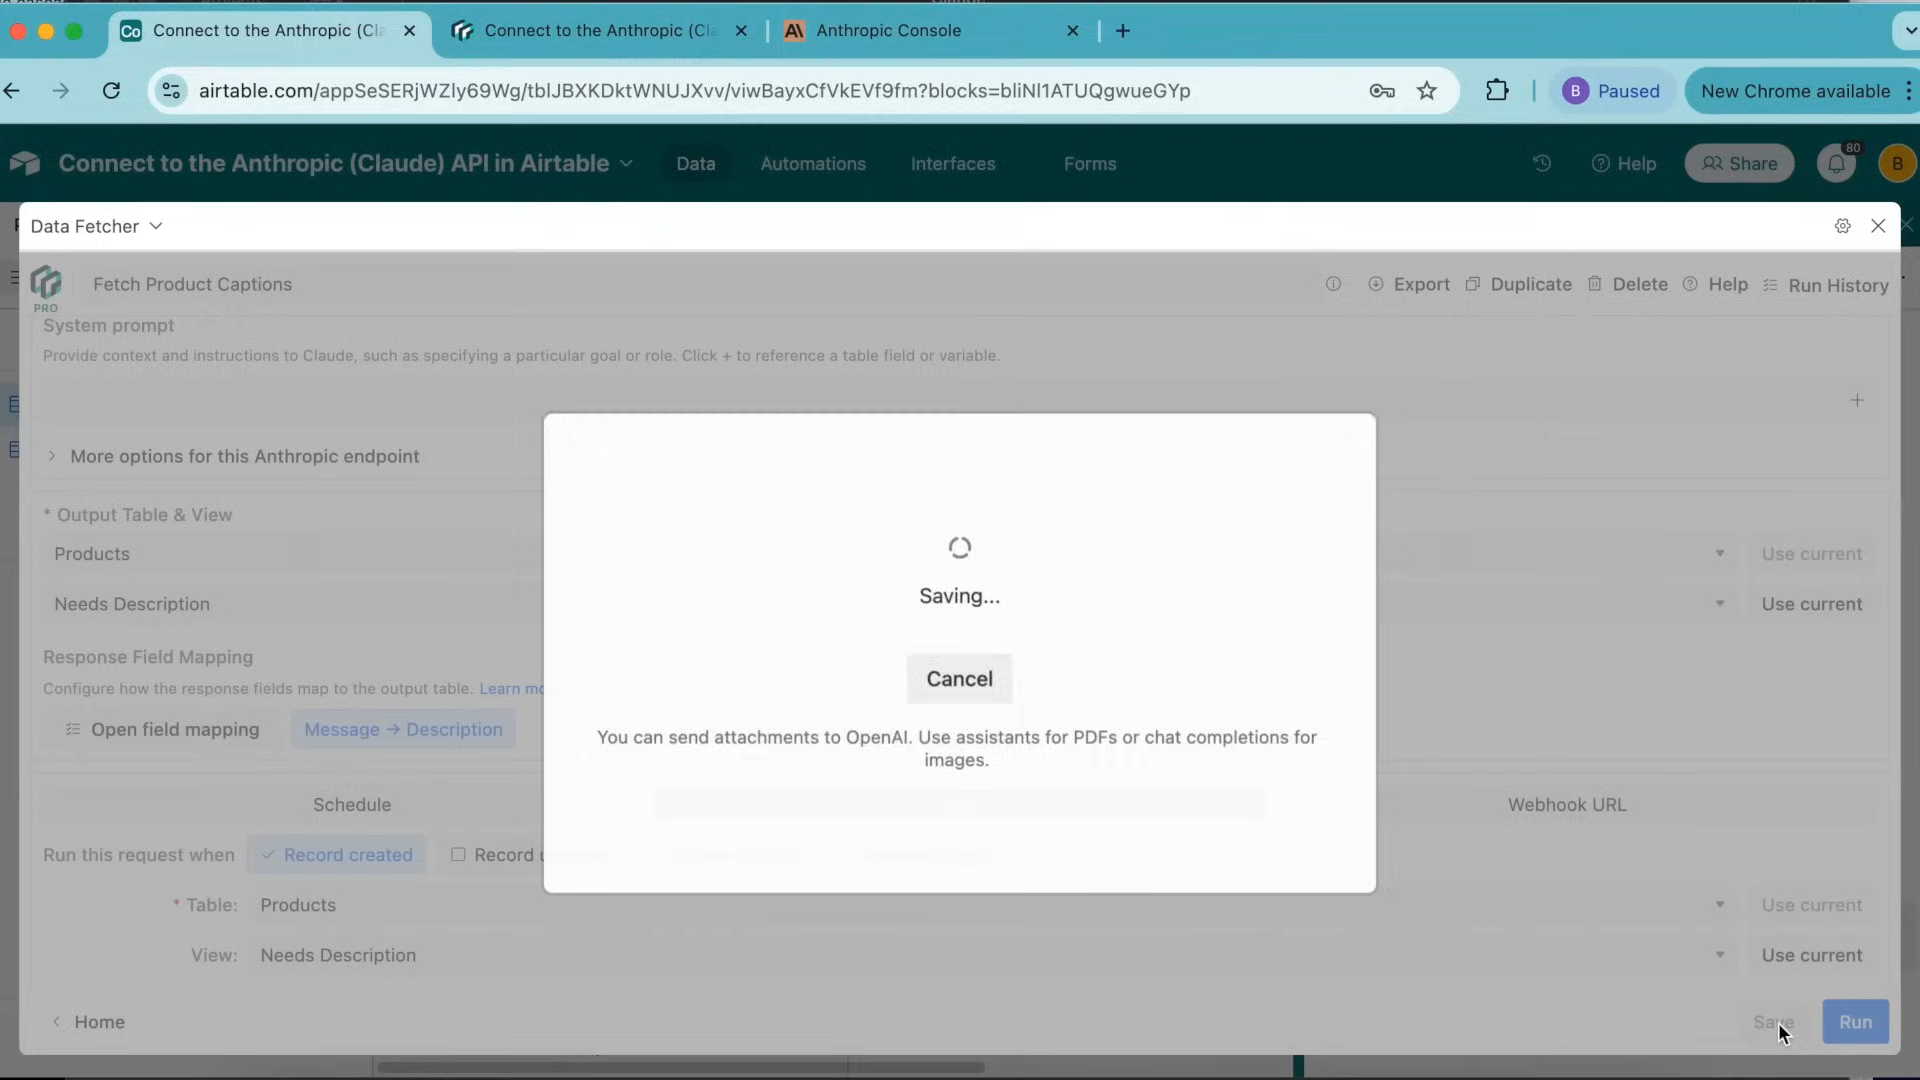 Connect to the Anthropic (Cla
Connect to the Anthropic (Cla
Anthropic Console
airtable.com/appSeSERjWZly69Wg/tblJBXKDktWNUJXvv/viwBayxCfVkEVf9fm?blocks=bliNl1ATUQgwueGYp
B Paused
New Chrome available
Connect to the Anthropic (Claude) API in Airtable
Data
Automations
Interfaces
Forms
Help
Share
80
B
Data Fetcher
PRO
Fetch Product Captions
Export
Duplicate
Delete
Help
Run History
System prompt
Provide context and instructions to Claude, such as specifying a particular goal or role. Click + to reference a table field or variable.
More options for this Anthropic endpoint
* Output Table & View
Products
Use current
Needs Description
Use current
Response Field Mapping
Configure how the response fields map to the output table. Learn mo
Open field mapping
Message → Description
Saving...
Cancel
You can send attachments to OpenAI. Use assistants for PDFs or chat completions for
images.
Schedule
Webhook URL
Run this request when
Record created
Record u
* Table:
Products
Use current
View:
Needs Description
Use current
Home
Save
Run